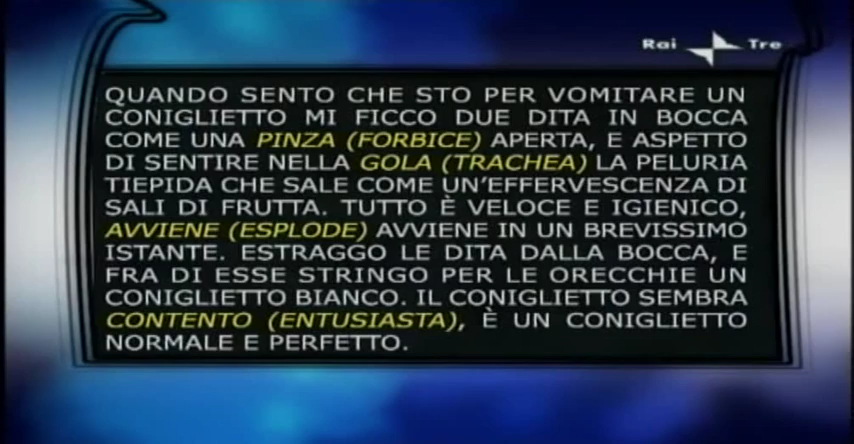 Rai Tre
QUANDO SENTO CHE STO PER VOMITARE UN
CONIGLIETTO MI FICCO DUE DITA IN BOCCA
COME UNA PINZA (FORBICE) APERTA, E ASPETTO
DI SENTIRE NELLA GOLA (TRACHEA) LA PELURIA
TIEPIDA CHE SALE COME UN'EFFERVESCENZA DI
SALI DI FRUTTA. TUTTO È VELOCE E IGIENICO,
AVVIENE (ESPLODE) AVVIENE IN UN BREVISSIMO
ISTANTE. ESTRAGGO LE DITA DALLA BOCCA, E
FRA DI ESSE STRINGO PER LE ORECCHIE UN
CONIGLIETTO BIANCO. IL CONIGLIETTO SEMBRA
CONTENTO (ENTUSIASTA), È UN CONIGLIETTO
NORMALE E PERFETTO.